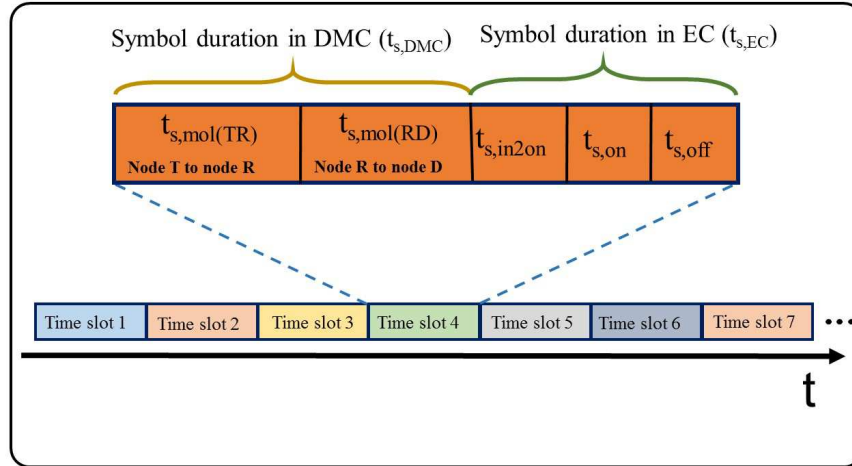 Symbol duration in DMC (t_s,DMC)
Symbol duration in EC (t_s,EC)
t_s,mol(TR)
Node T to node R
t_s,mol(RD)
Node R to node D
t_s,in2on
t_s,on
t_s,off
Time slot 1
Time slot 2
Time slot 3
Time slot 4
Time slot 5
Time slot 6
Time slot 7
...
t